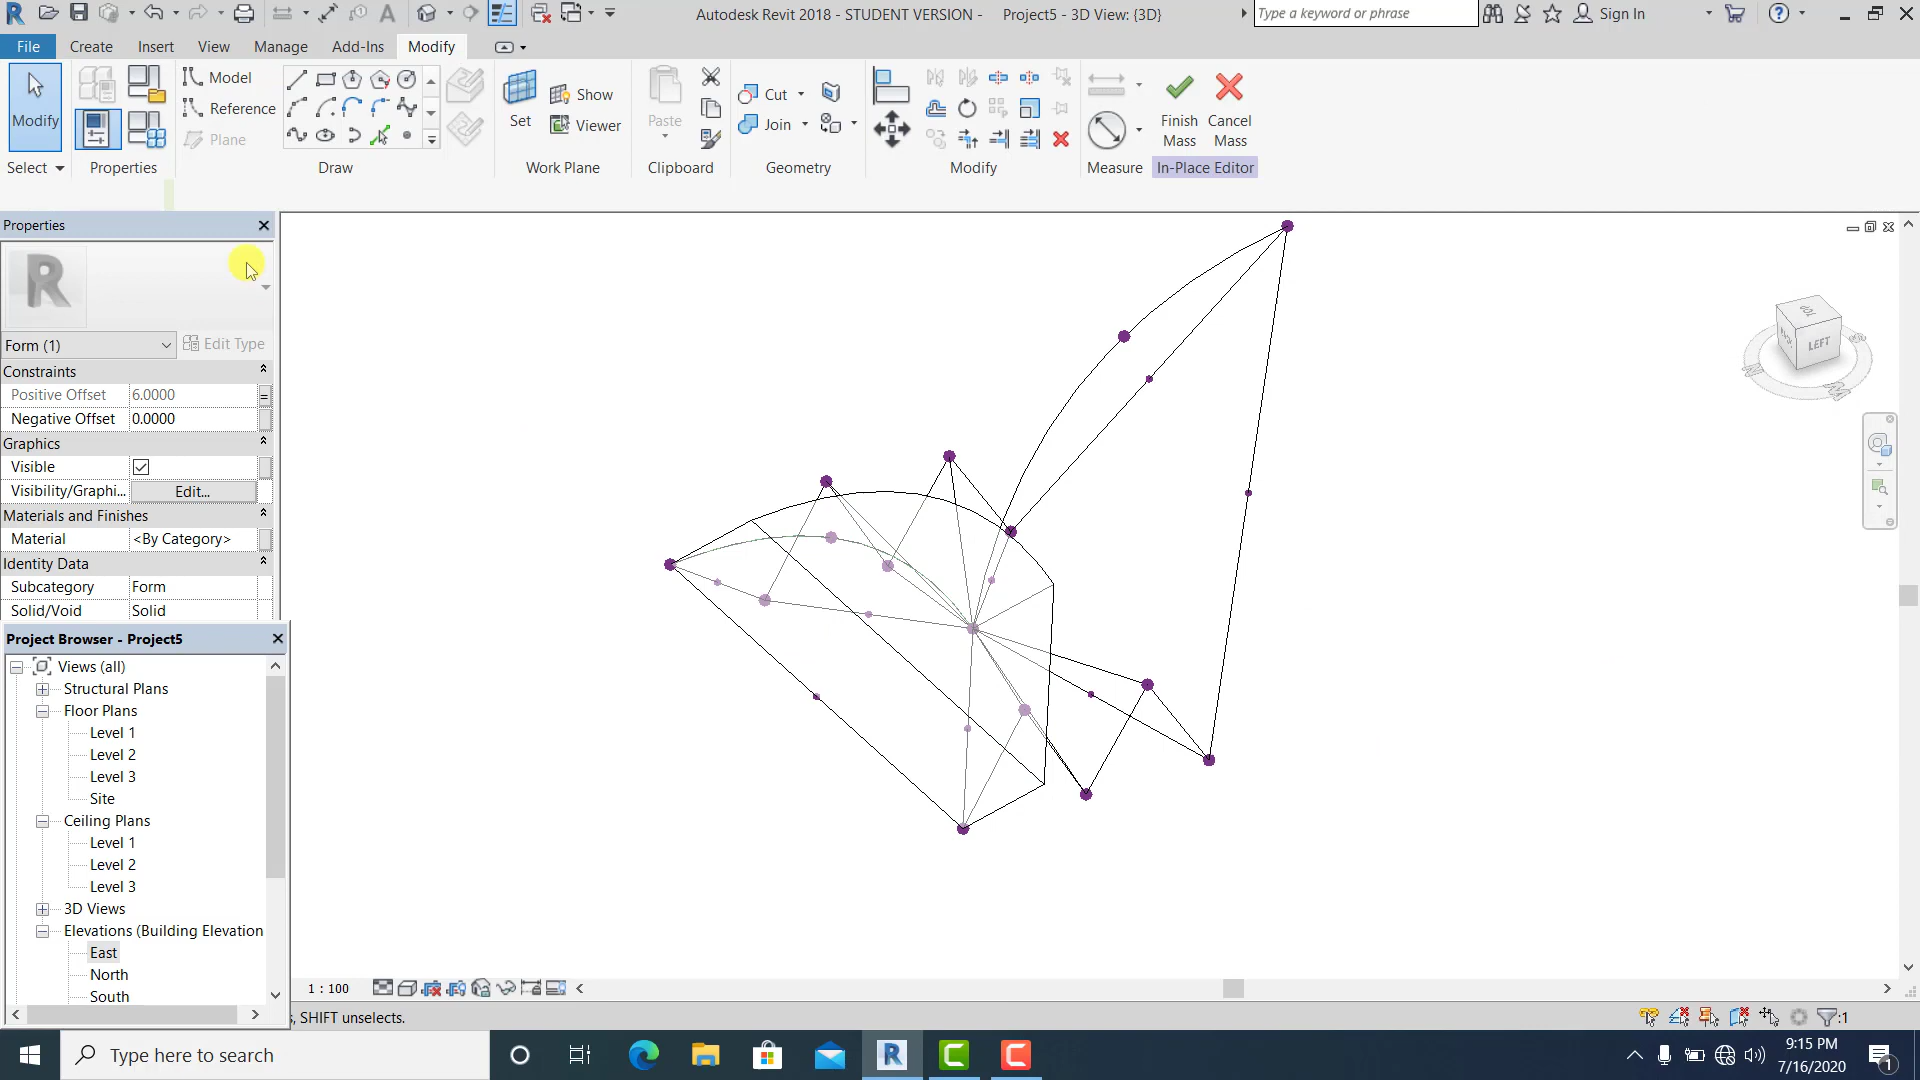 Autodesk Revit 2018 - STUDENT VERSION - Project5 - 3D View: {3D}
Type a keyword or phrase
Sign In
File Create Insert View Manage Add-Ins Modify
Modify
Model
Reference
Plane
Set
Show
Viewer
Paste
Cut
Join
Finish Mass
Cancel Mass
Select Properties Draw Work Plane Clipboard Geometry Modify Measure In-Place Editor
Properties
Form (1) Edit Type
Constraints
Positive Offset 6.0000 =
Negative Offset 0.0000
Graphics
Visible
Visibility/Graphi... Edit...
Materials and Finishes
Material <By Category>
Identity Data
Subcategory Form
Solid/Void Solid
Project Browser - Project5
Views (all)
Structural Plans
Floor Plans
Level 1
Level 2
Level 3
Site
Ceiling Plans
Level 1
Level 2
Level 3
3D Views
Elevations (Building Elevation
East
North
South
LEFT
1 : 100
, SHIFT unselects.
:1
Type here to search
9:15 PM
7/16/2020
1